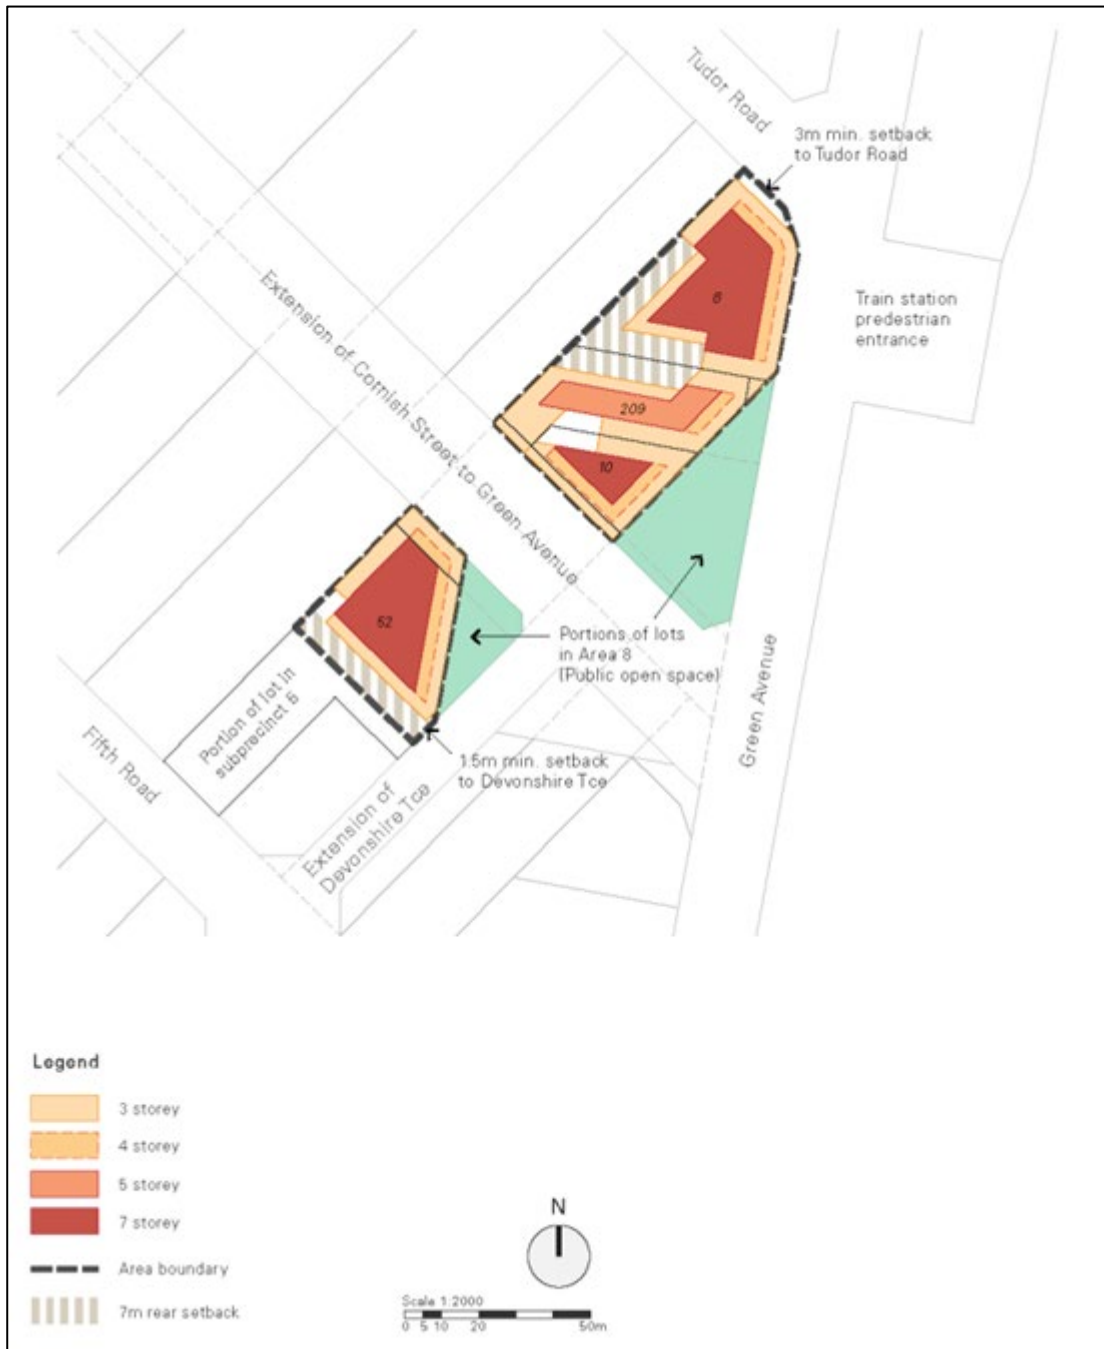 Tudor Road
3m min. setback
to Tudor Road
Extension of Cornish Street to Green Avenue
Train station
predestrian
entrance
8
209
10
52
Portions of lots
in Area 8
(Public open space)
Green Avenue
Portion of lot in
subprecinct 6
Fifth Road
1.5m min. setback
to Devonshire Tce
Extension of
Devonshire Tce
Legend
3 storey
4 storey
5 storey
7 storey
Area boundary
7m rear setback
N
Scale 1:2000
0 5 10 20 50m